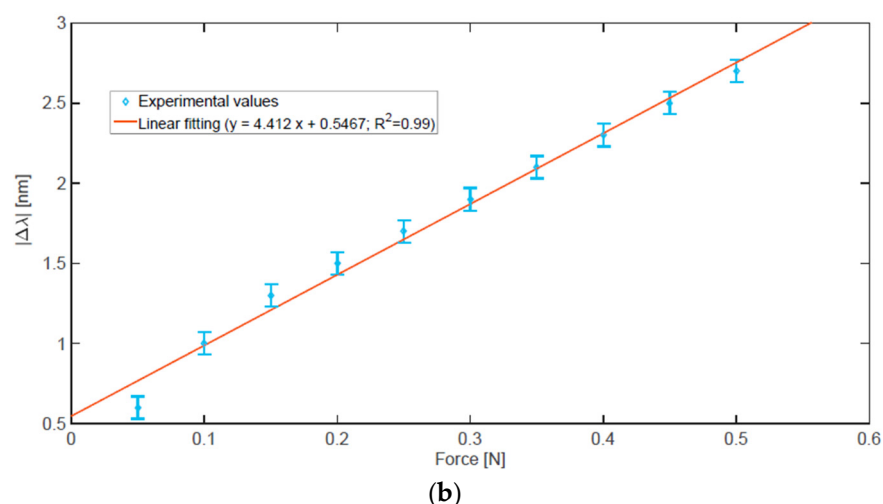 3
2.5
2
1.5
1
0.5
|Δλ| [nm]
Experimental values
Linear fitting (y = 4.412 x + 0.5467; R²=0.99)
0 0.1 0.2 0.3 0.4 0.5 0.6
Force [N]
(b)